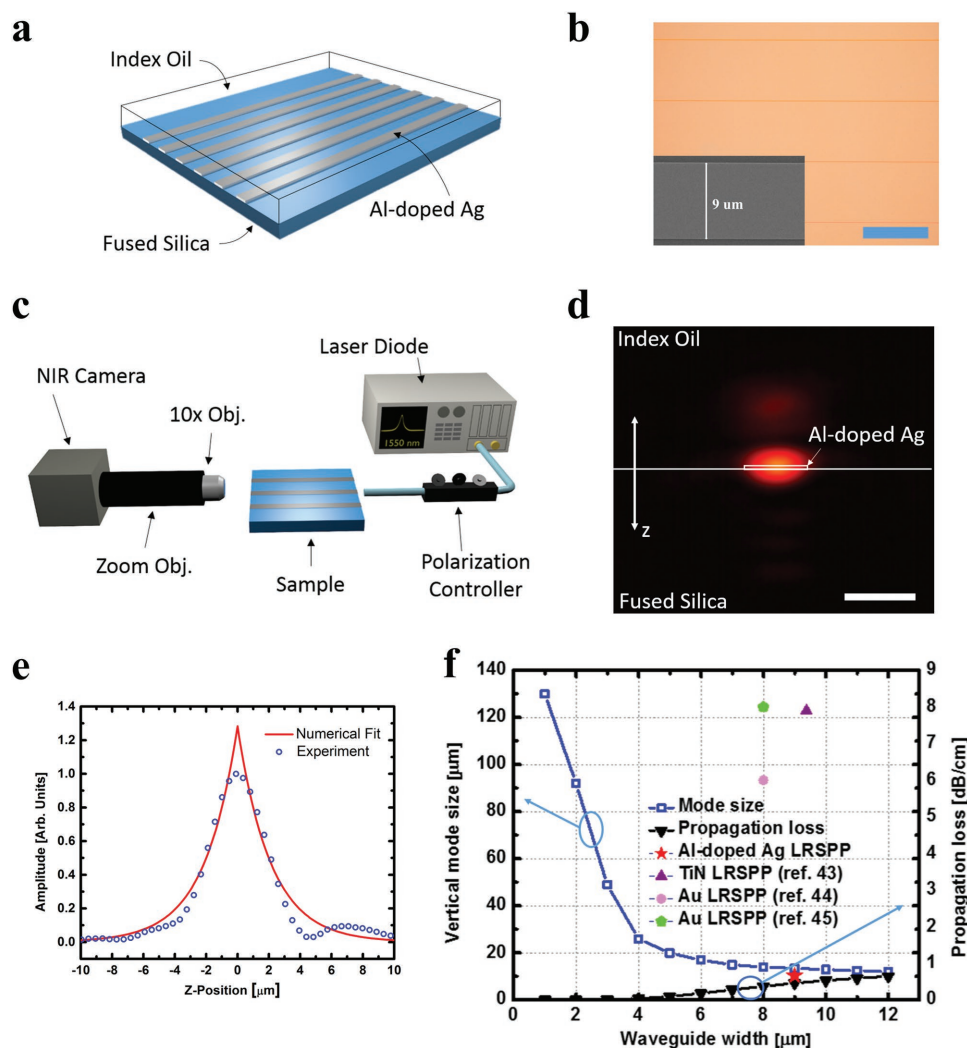 a
Index Oil
Al-doped Ag
Fused Silica
b
9 um
c
NIR Camera
10x Obj.
Laser Diode
1550 nm
Zoom Obj.
Sample
Polarization
Controller
d
Index Oil
Al-doped Ag
z
Fused Silica
e
1.4
1.2
1.0
0.8
0.6
0.4
0.2
0.0
Amplitude [Arb. Units]
Numerical Fit
Experiment
-10 -8 -6 -4 -2 0 2 4 6 8 10
Z-Position [μm]
f
140
120
100
80
60
40
20
0
Vertical mode size [μm]
Mode size
Propagation loss
Al-doped Ag LRSPP
TiN LRSPP (ref. 43)
Au LRSPP (ref. 44)
Au LRSPP (ref. 45)
9
8
7
6
5
4
3
2
1
0
Propagation loss [dB/cm]
0 2 4 6 8 10 12
Waveguide width [μm]